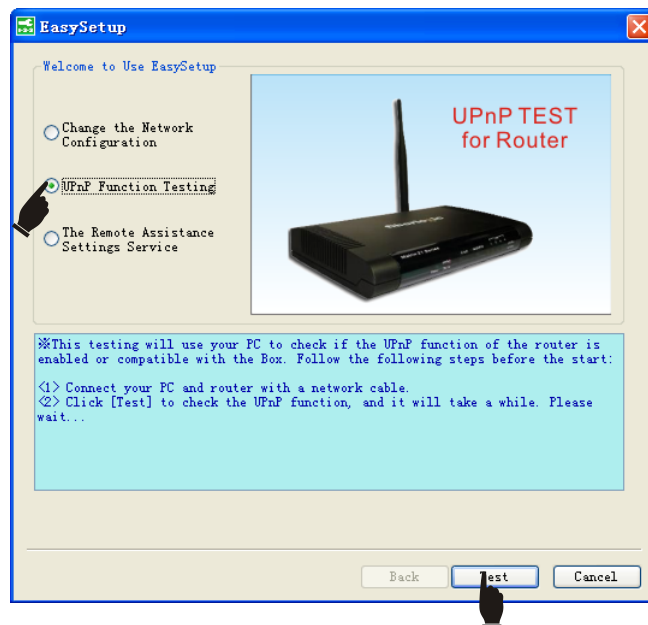 EasySetup
Welcome to Use EasySetup
Change the Network
Configuration
UPnP Function Testing
The Remote Assistance
Settings Service
UPnP TEST
for Router
※This testing will use your PC to check if the UPnP function of the router is
enabled or compatible with the Box. Follow the following steps before the start:
<1> Connect your PC and router with a network cable.
<2> Click [Test] to check the UPnP function, and it will take a while. Please
wait...
Back
Test
Cancel